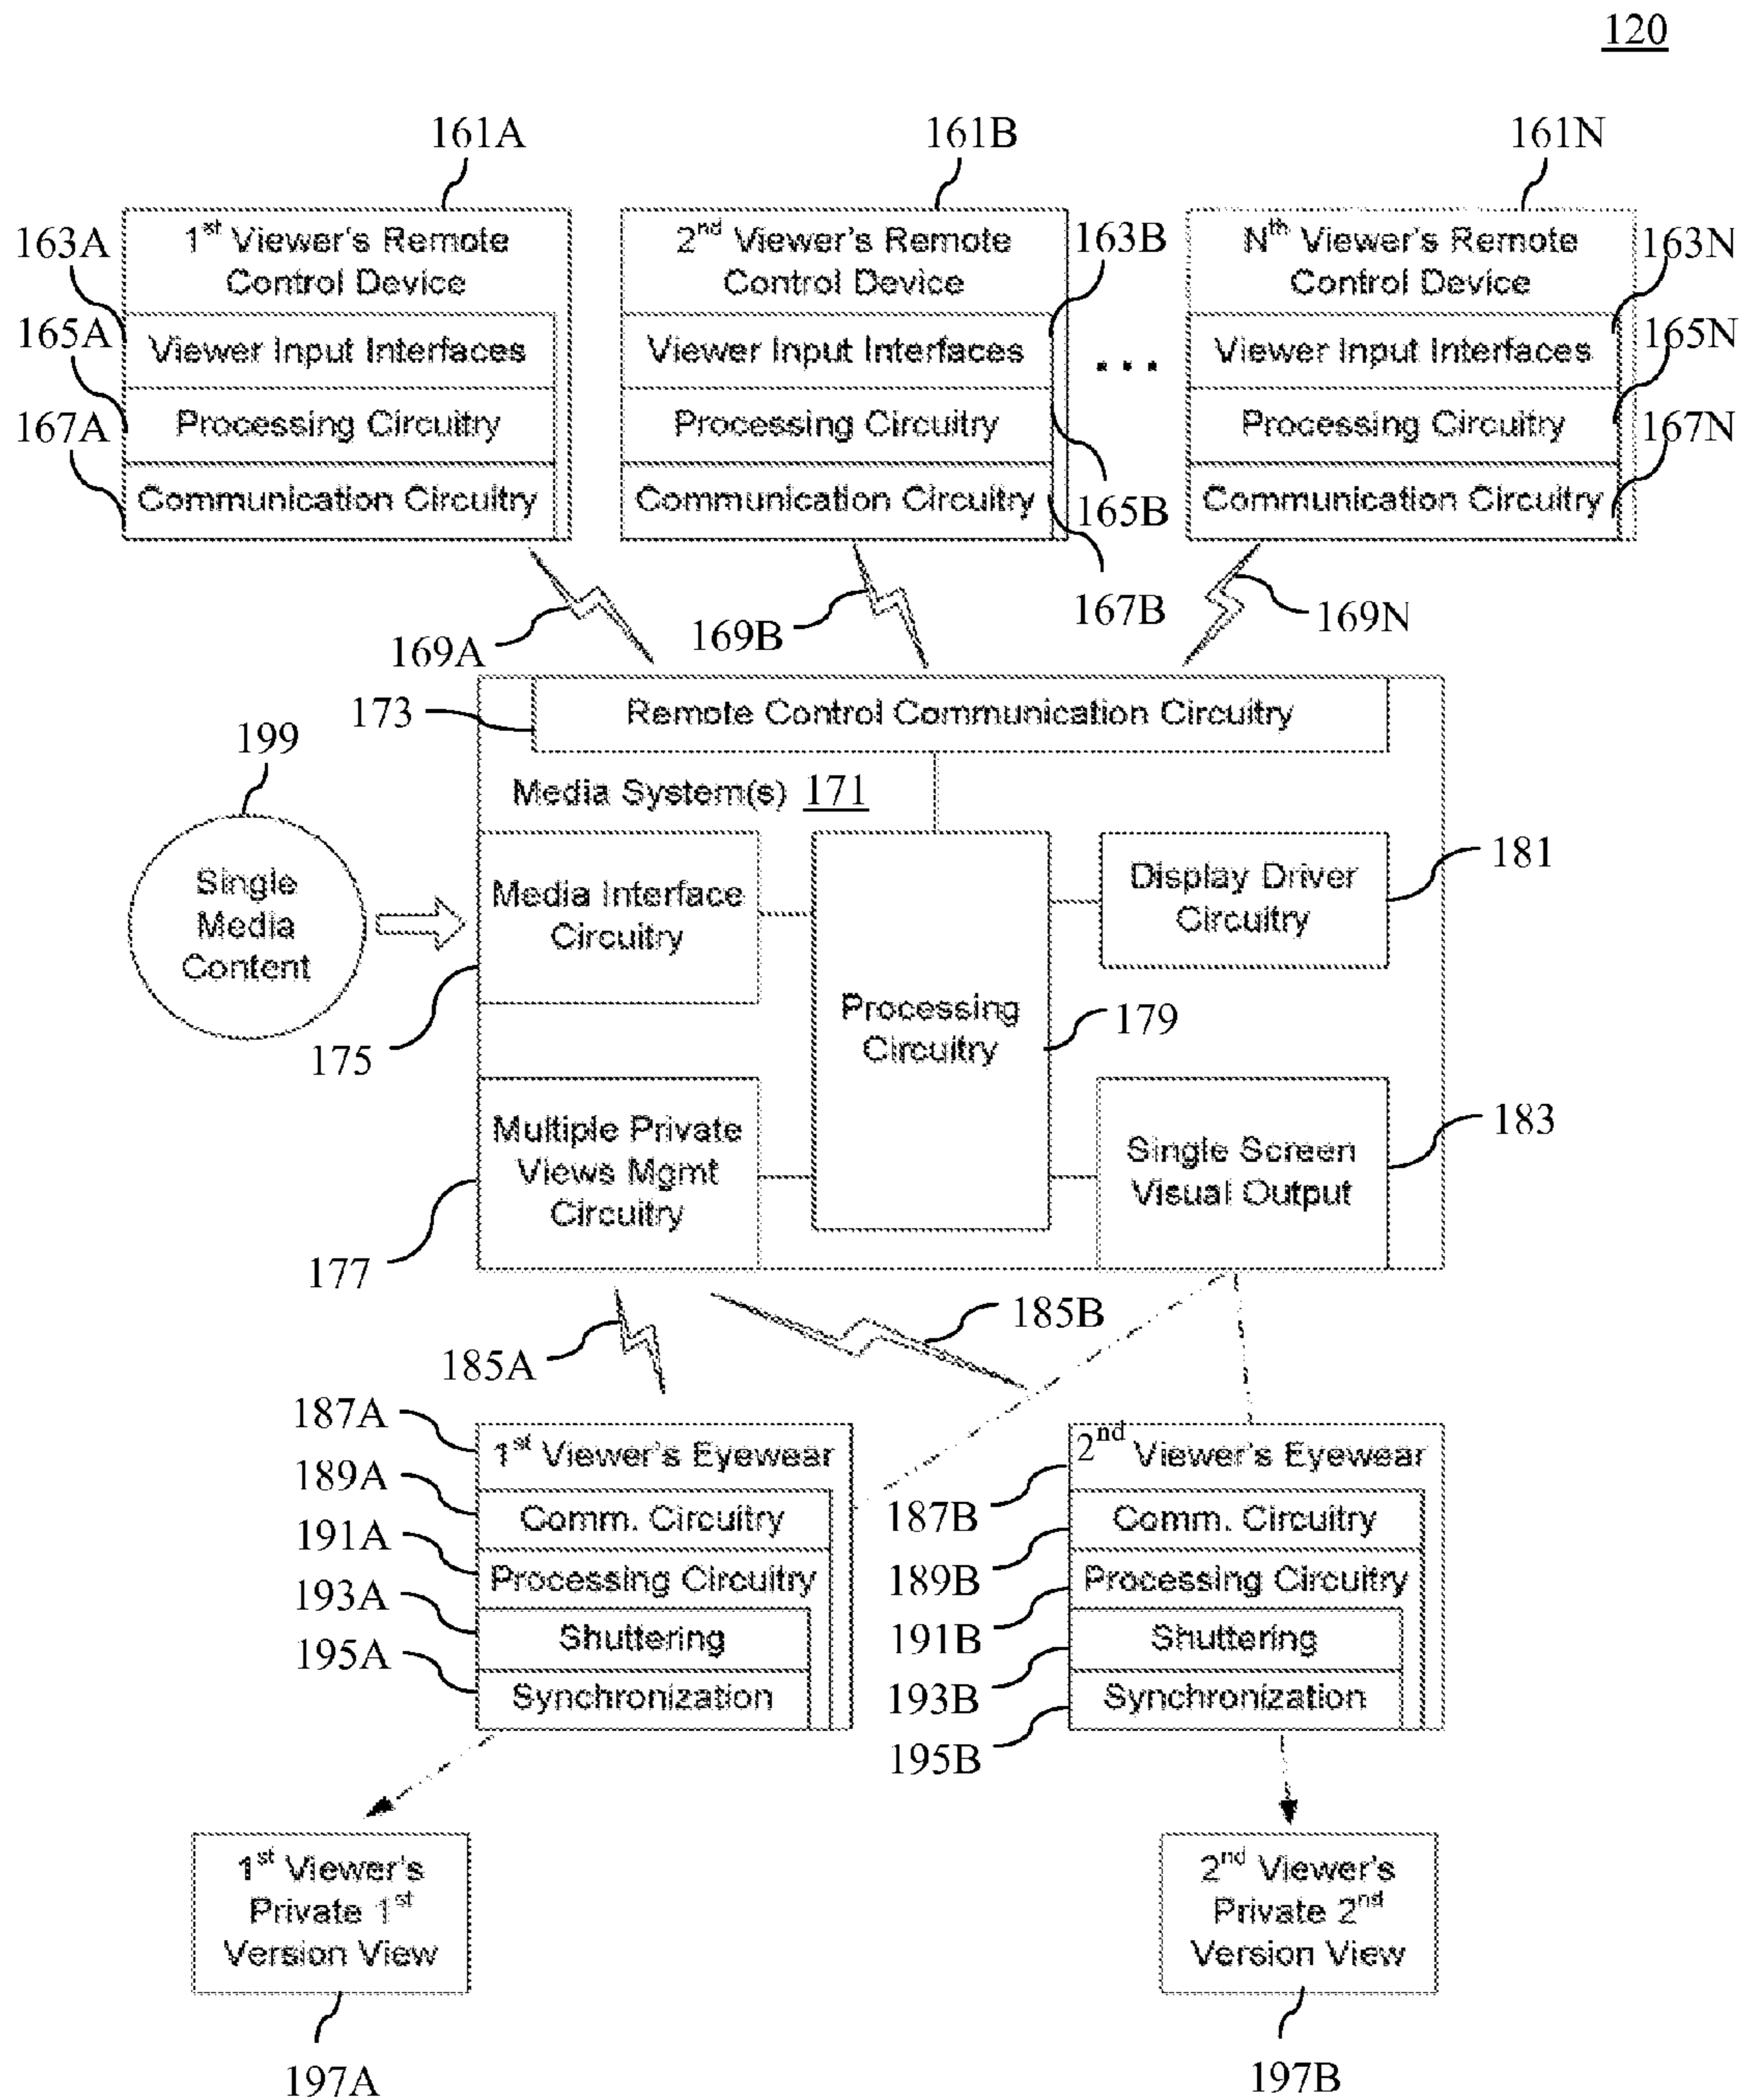 120
161A
161B
161N
1st Viewer's Remote
Control Device
2nd Viewer's Remote
Control Device
Nth Viewer's Remote
Control Device
163A
163B
163N
Viewer Input Interfaces
Viewer Input Interfaces
...
Viewer Input Interfaces
165A
165N
Processing Circuitry
Processing Circuitry
Processing Circuitry
167A
167N
Communication Circuitry
Communication Circuitry
165B
Communication Circuitry
167B
169A
169B
169N
173
Remote Control Communication Circuitry
199
Media System(s) 171
Single
Media
Content
Media Interface
Circuitry
Display Driver
Circuitry
181
Processing
Circuitry
179
175
Multiple Private
Views Mgmt
Circuitry
Single Screen
Visual Output
183
177
185A
185B
187A
1st Viewer's Eyewear
2nd Viewer's Eyewear
187B
189A
Comm. Circuitry
Comm. Circuitry
189B
191A
Processing Circuitry
Processing Circuitry
191B
193A
Shuttering
Shuttering
193B
195A
Synchronization
Synchronization
195B
1st Viewer's
Private 1st
Version View
2nd Viewer's
Private 2nd
Version View
197A
197B